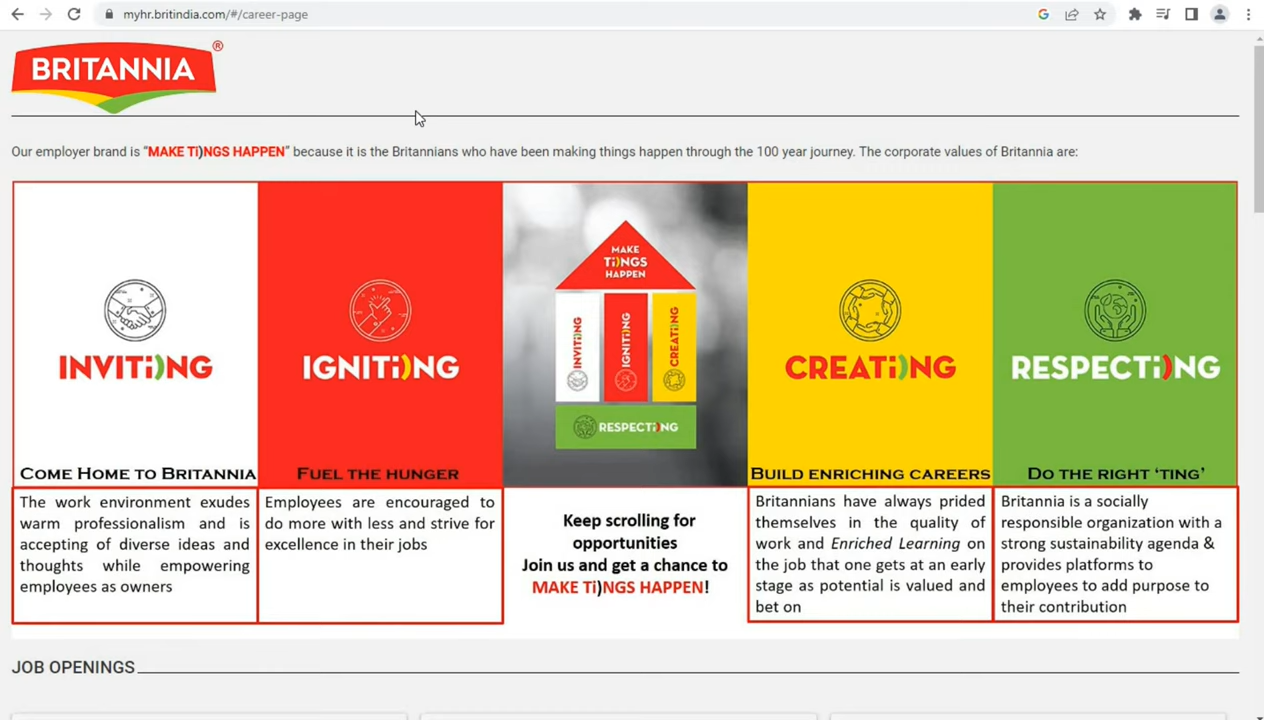 myhr.britindia.com/#/career-page
BRITANNIA®
Our employer brand is “MAKE Ti)NGS HAPPEN” because it is the Britannians who have been making things happen through the 100 year journey. The corporate values of Britannia are:
INVITi)NG
COME HOME TO BRITANNIA
The work environment exudes
warm professionalism and is
accepting of diverse ideas and
thoughts while empowering
employees as owners
IGNITi)NG
FUEL THE HUNGER
Employees are encouraged to
do more with less and strive for
excellence in their jobs
MAKE
Ti)NGS
HAPPEN
INVITi)NG
IGNITi)NG
CREATi)NG
RESPECTi)NG
Keep scrolling for
opportunities
Join us and get a chance to
MAKE Ti)NGS HAPPEN!
CREATi)NG
BUILD ENRICHING CAREERS
Britannians have always prided
themselves in the quality of
work and Enriched Learning on
the job that one gets at an early
stage as potential is valued and
bet on
RESPECTi)NG
DO THE RIGHT ‘TING’
Britannia is a socially
responsible organization with a
strong sustainability agenda &
provides platforms to
employees to add purpose to
their contribution
JOB OPENINGS